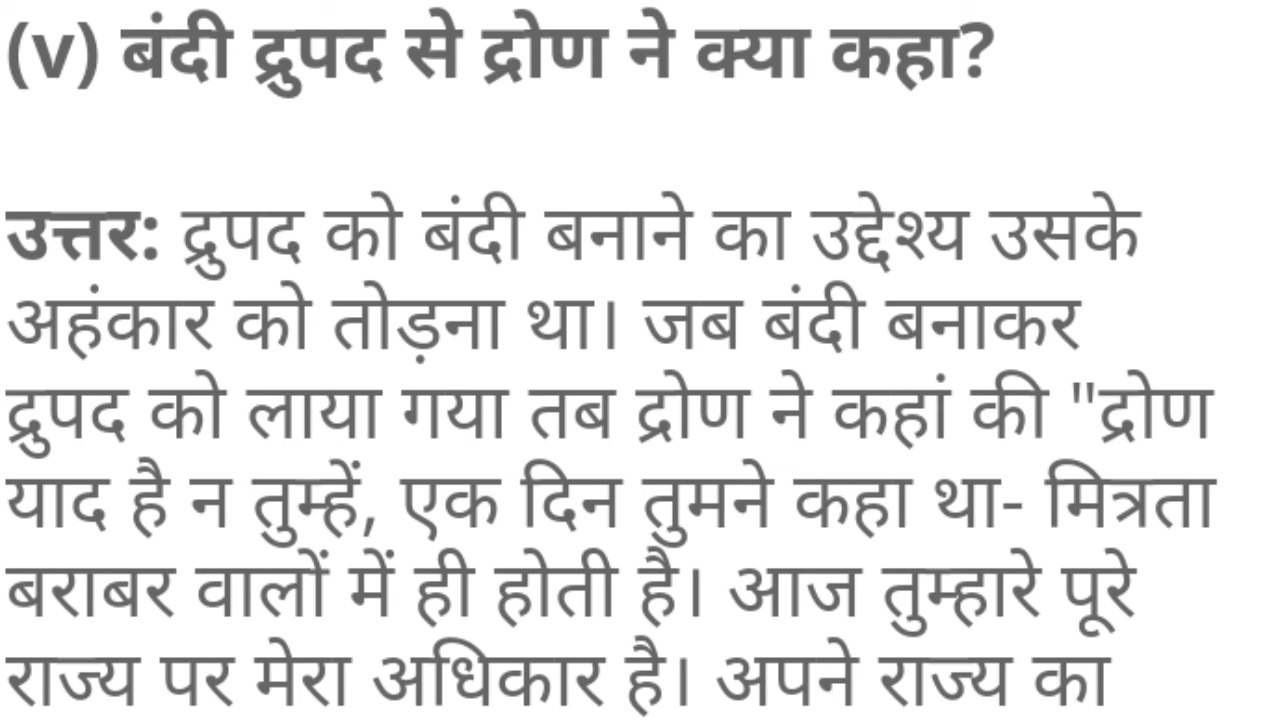 (v) बंदी द्रुपद से द्रोण ने क्या कहा?
उत्तर: द्रुपद को बंदी बनाने का उद्देश्य उसके
अहंकार को तोड़ना था। जब बंदी बनाकर
द्रुपद को लाया गया तब द्रोण ने कहां की "द्रोण
याद है न तुम्हें, एक दिन तुमने कहा था- मित्रता
बराबर वालों में ही होती है। आज तुम्हारे पूरे
राज्य पर मेरा अधिकार है। अपने राज्य का